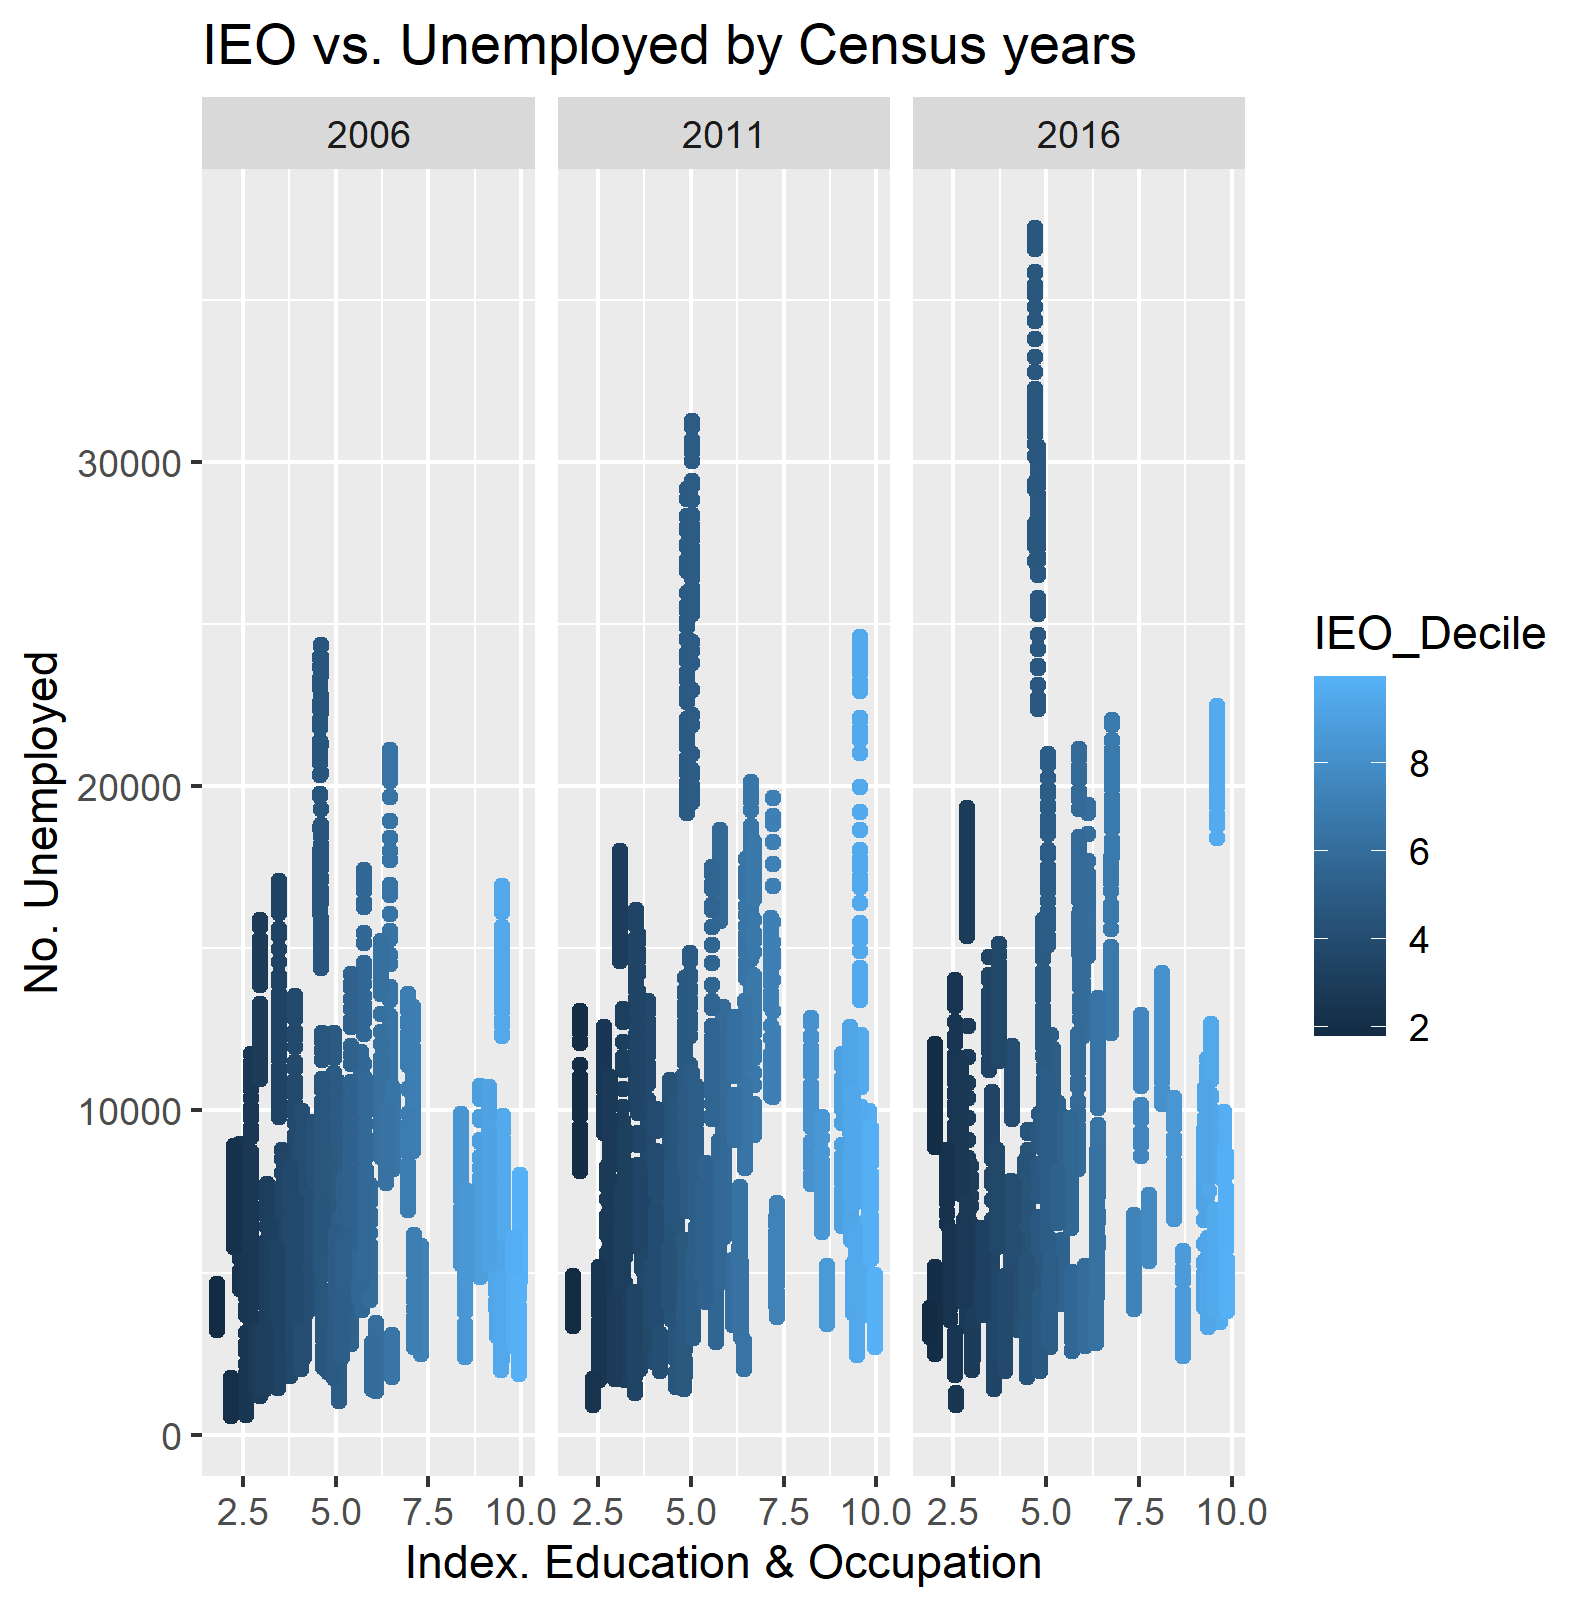 IEO vs. Unemployed by Census years
2006 2011 2016
No. Unemployed
30000
20000
10000
0
2.5 5.0 7.5 10.0 2.5 5.0 7.5 10.0 2.5 5.0 7.5 10.0
Index. Education & Occupation
IEO_Decile
8
6
4
2